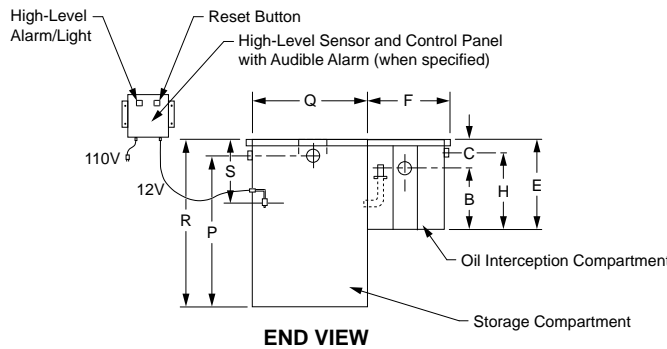 High-Level
Alarm/Light
Reset Button
High-Level Sensor and Control Panel
with Audible Alarm (when specified)
Q
F
C
110V
S
12V
R
P
B
H
E
Oil Interception Compartment
Storage Compartment
END VIEW